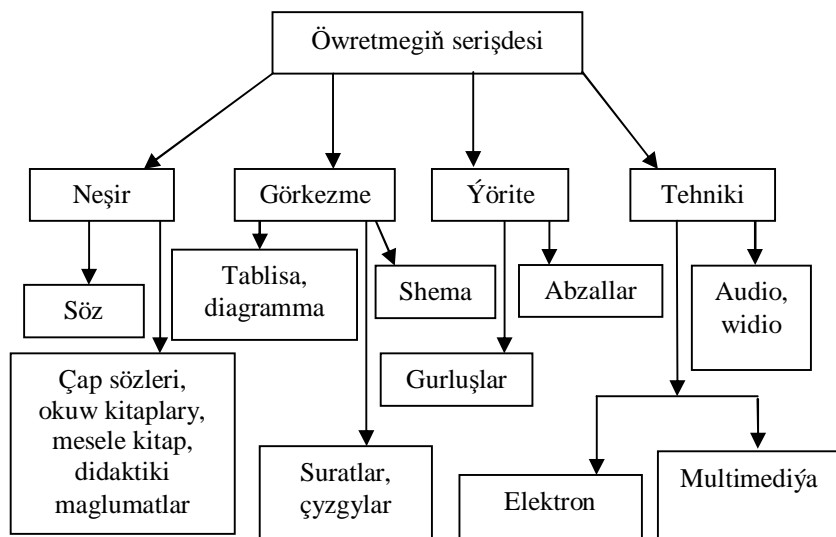 Öwretmegiň serişdesi
Neşir
Görkezme
Ýörite
Tehniki
Söz
Tablisa,
diagramma
Shema
Abzallar
Audio,
widio
Çap sözleri,
okuw kitaplary,
mesele kitap,
didaktiki
maglumatlar
Gurluşlar
Suratlar,
çyzgylar
Elektron
Multimediýa